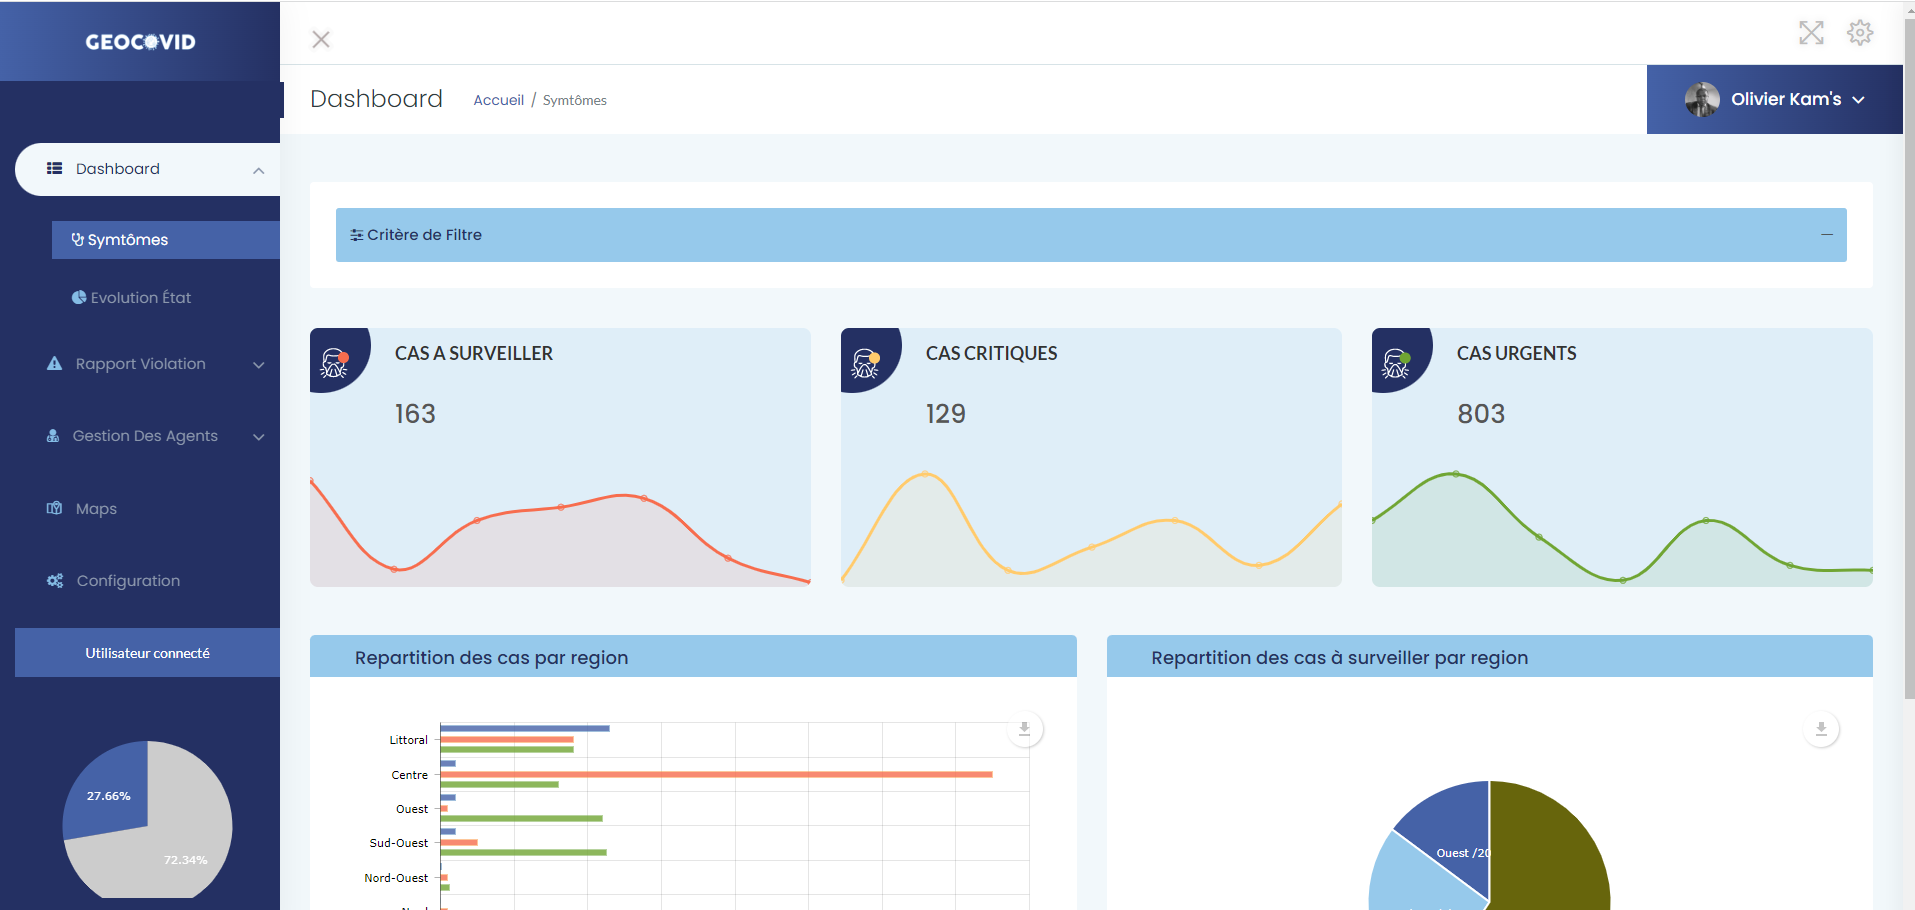 GEOCOVID
Dashboard
Accueil / Symtômes
Olivier Kam's
Dashboard
Symtômes
Evolution État
Rapport Violation
Gestion Des Agents
Maps
Configuration
Utilisateur connecté
27.66%
72.34%
Critère de Filtre
CAS A SURVEILLER
163
CAS CRITIQUES
129
CAS URGENTS
803
Repartition des cas par region
Littoral
Centre
Ouest
Sud-Ouest
Nord-Ouest
Repartition des cas à surveiller par region
Ouest /20